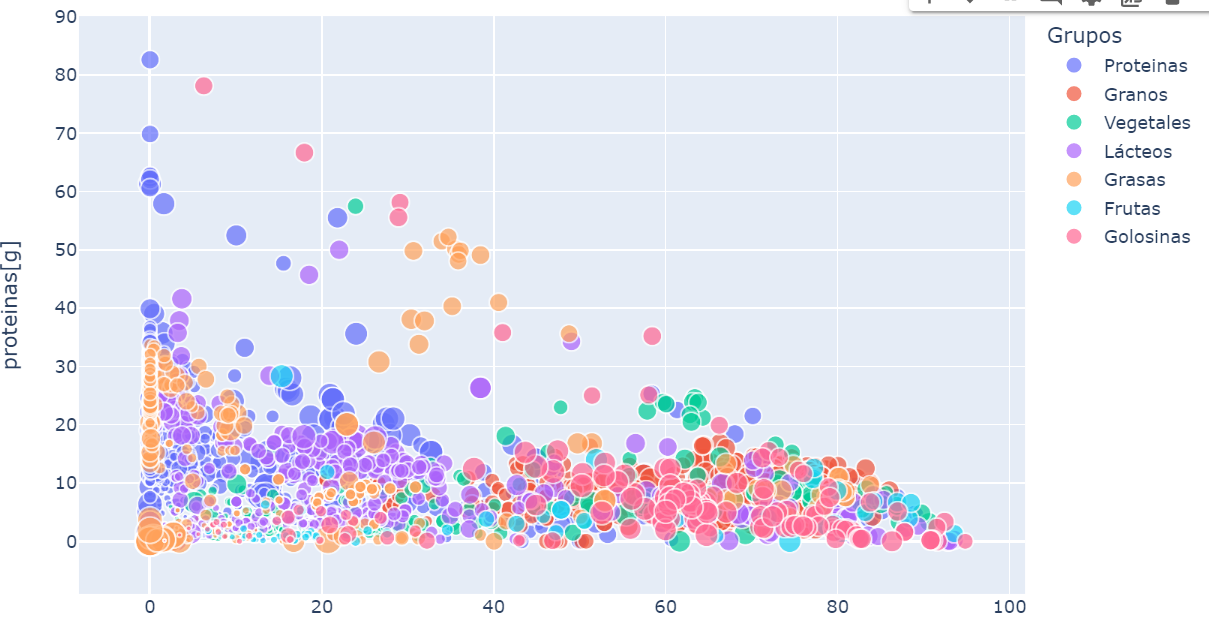 90
80
70
60
50
40
30
20
10
0
proteinas[g]
0 20 40 60 80 100
Grupos
Proteinas
Granos
Vegetales
Lácteos
Grasas
Frutas
Golosinas